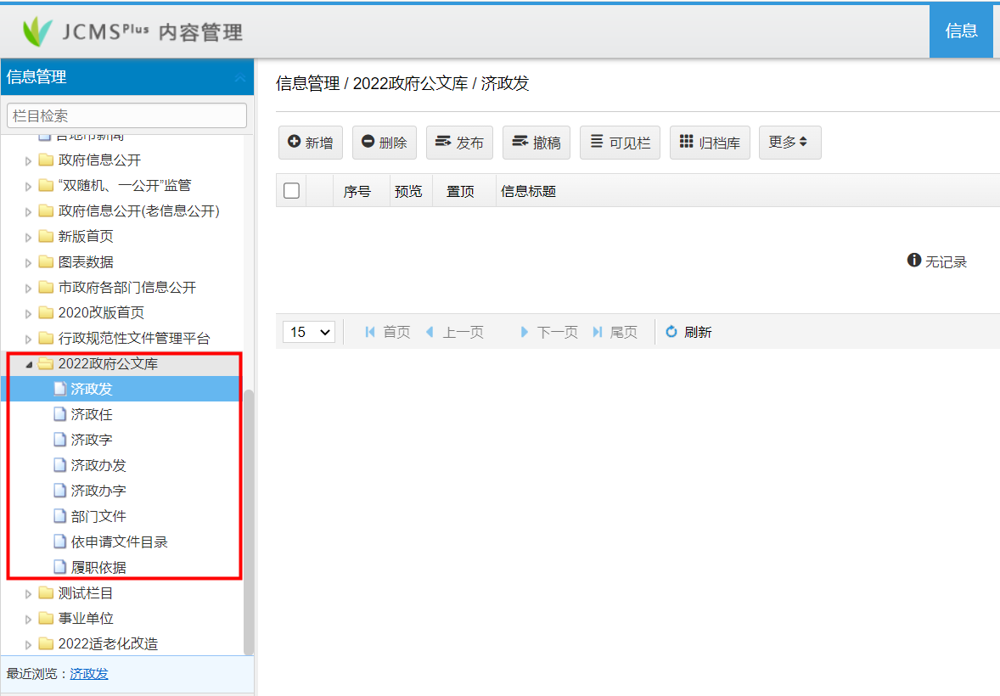 JCMSPlus 内容管理
信息
信息管理
栏目检索
政府信息公开
“双随机、一公开”监管
政府信息公开(老信息公开)
新版首页
图表数据
市政府各部门信息公开
2020改版首页
行政规范性文件管理平台
2022政府公文库
济政发
济政任
济政字
济政办发
济政办字
部门文件
依申请文件目录
履职依据
测试栏目
事业单位
2022适老化改造
最近浏览：济政发
信息管理 / 2022政府公文库 / 济政发
新增 删除 发布 撤稿 可见栏 归档库 更多
序号 预览 置顶 信息标题
无记录
15 首页 上一页 下一页 尾页 刷新